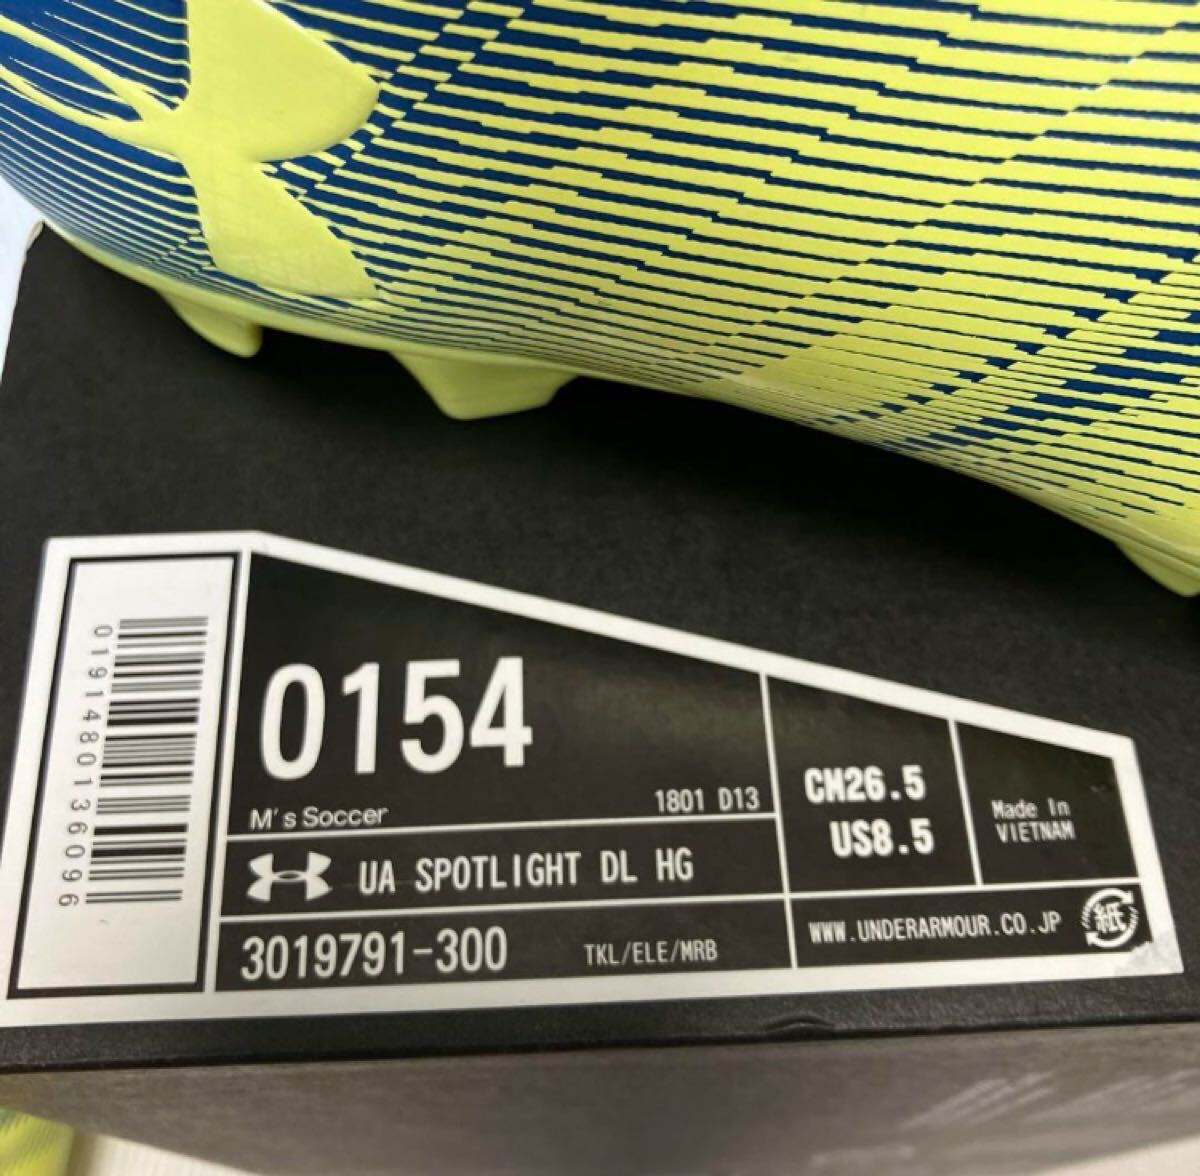 0191480136096
0154
M's Soccer
1801 D13
UA SPOTLIGHT DL HG
3019791-300
TKL/ELE/MRB
CM26.5
US8.5
Made In
VIETNAM
WWW.UNDERARMOUR.CO.JP
紙